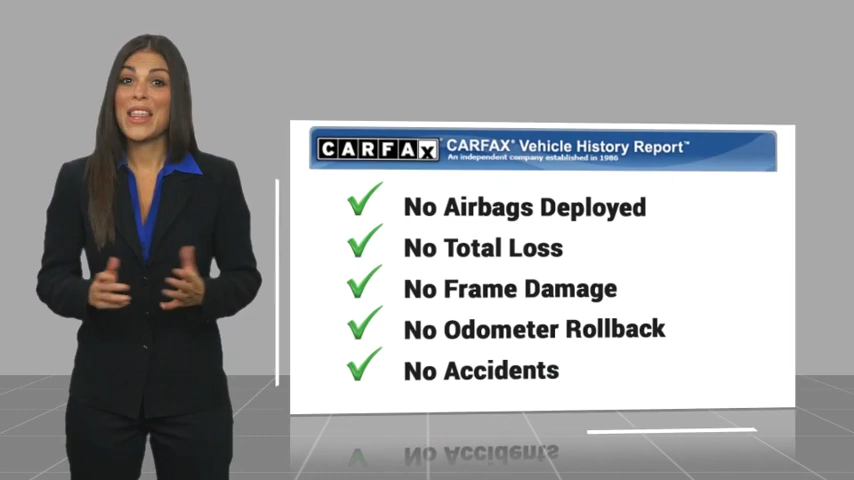 CARFAX CARFAX® Vehicle History Report™
An independent company established in 1986
No Airbags Deployed
No Total Loss
No Frame Damage
No Odometer Rollback
No Accidents
No Accidents